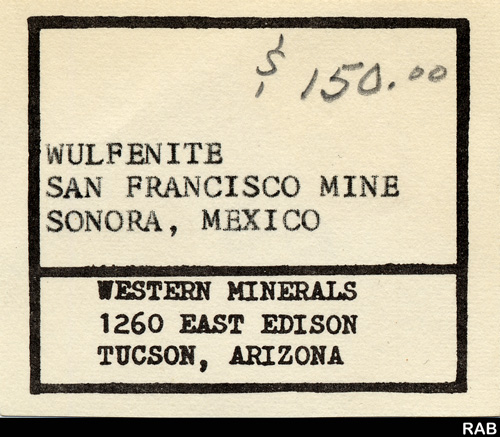 $ 150.00
WULFENITE
SAN FRANCISCO MINE
SONORA, MEXICO
WESTERN MINERALS
1260 EAST EDISON
TUCSON, ARIZONA
RAB